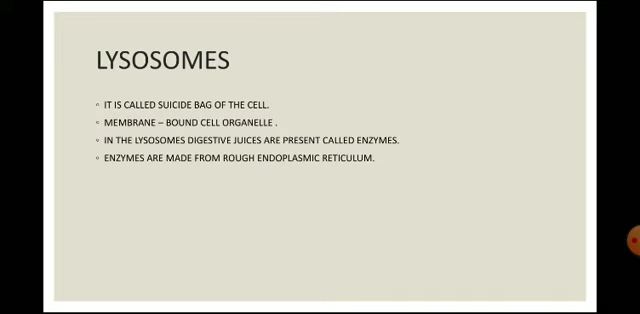 LYSOSOMES
◦ IT IS CALLED SUICIDE BAG OF THE CELL.
◦ MEMBRANE – BOUND CELL ORGANELLE .
◦ IN THE LYSOSOMES DIGESTIVE JUICES ARE PRESENT CALLED ENZYMES.
◦ ENZYMES ARE MADE FROM ROUGH ENDOPLASMIC RETICULUM.